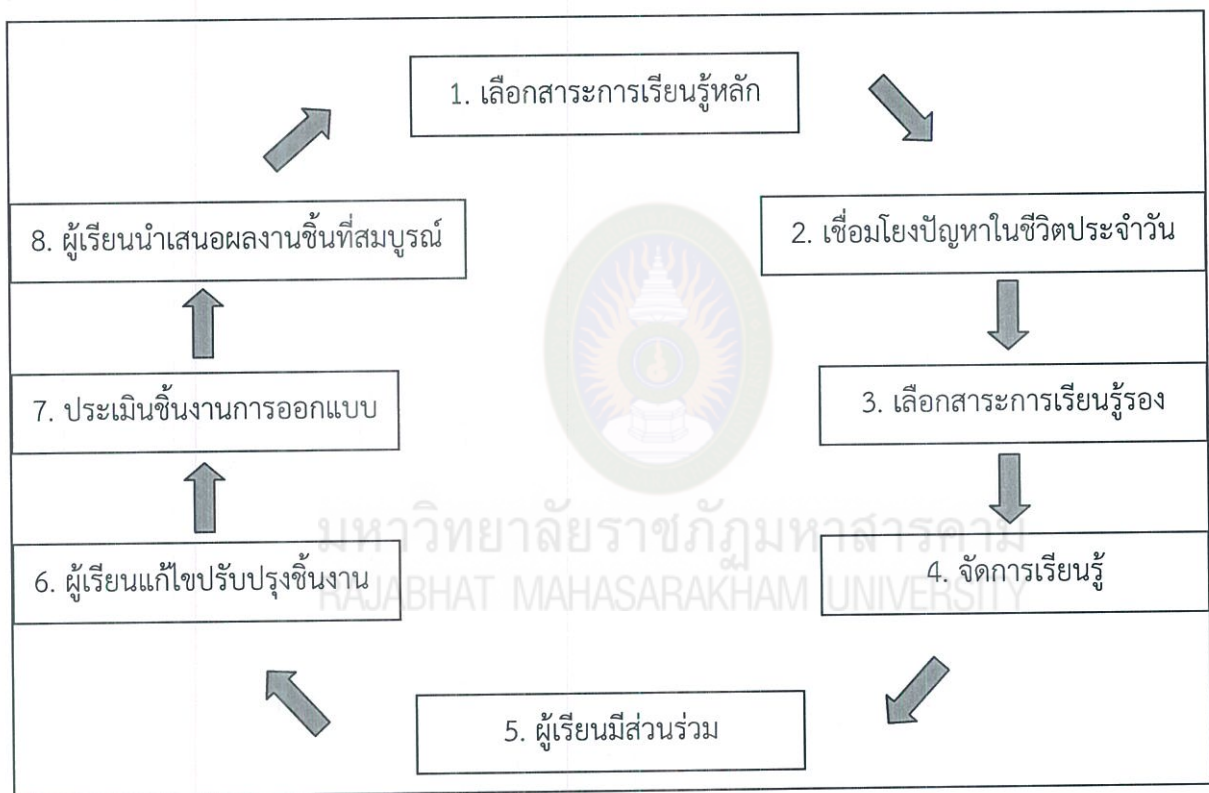 1. เลือกสาระการเรียนรู้หลัก
2. เชื่อมโยงปัญหาในชีวิตประจำวัน
3. เลือกสาระการเรียนรู้รอง
4. จัดการเรียนรู้
5. ผู้เรียนมีส่วนร่วม
6. ผู้เรียนแก้ไขปรับปรุงชิ้นงาน
7. ประเมินชิ้นงานการออกแบบ
8. ผู้เรียนนำเสนอผลงานชิ้นที่สมบูรณ์
มหาวิทยาลัยราชภัฏมหาสารคาม
RAJABHAT MAHASARAKHAM UNIVERSITY